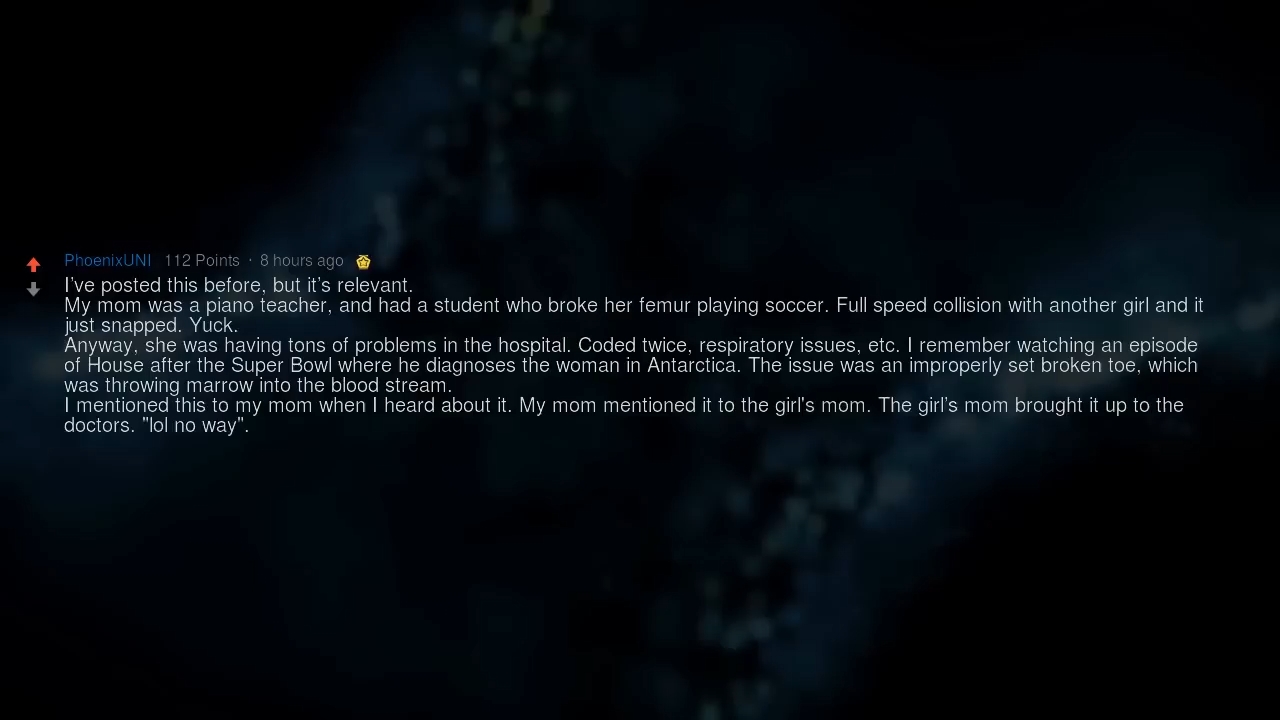 PhoenixUNI 112 Points · 8 hours ago
I've posted this before, but it's relevant.
My mom was a piano teacher, and had a student who broke her femur playing soccer. Full speed collision with another girl and it
just snapped. Yuck.
Anyway, she was having tons of problems in the hospital. Coded twice, respiratory issues, etc. I remember watching an episode
of House after the Super Bowl where he diagnoses the woman in Antarctica. The issue was an improperly set broken toe, which
was throwing marrow into the blood stream.
I mentioned this to my mom when I heard about it. My mom mentioned it to the girl's mom. The girl's mom brought it up to the
doctors. "lol no way".